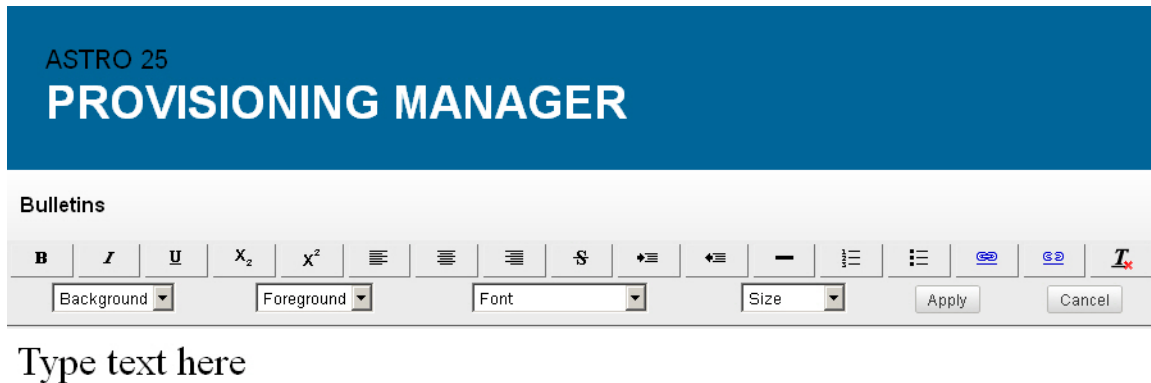 ASTRO 25
PROVISIONING MANAGER
Bulletins
B I U X₂ X² S T
Background Foreground Font Size Apply Cancel
Type text here